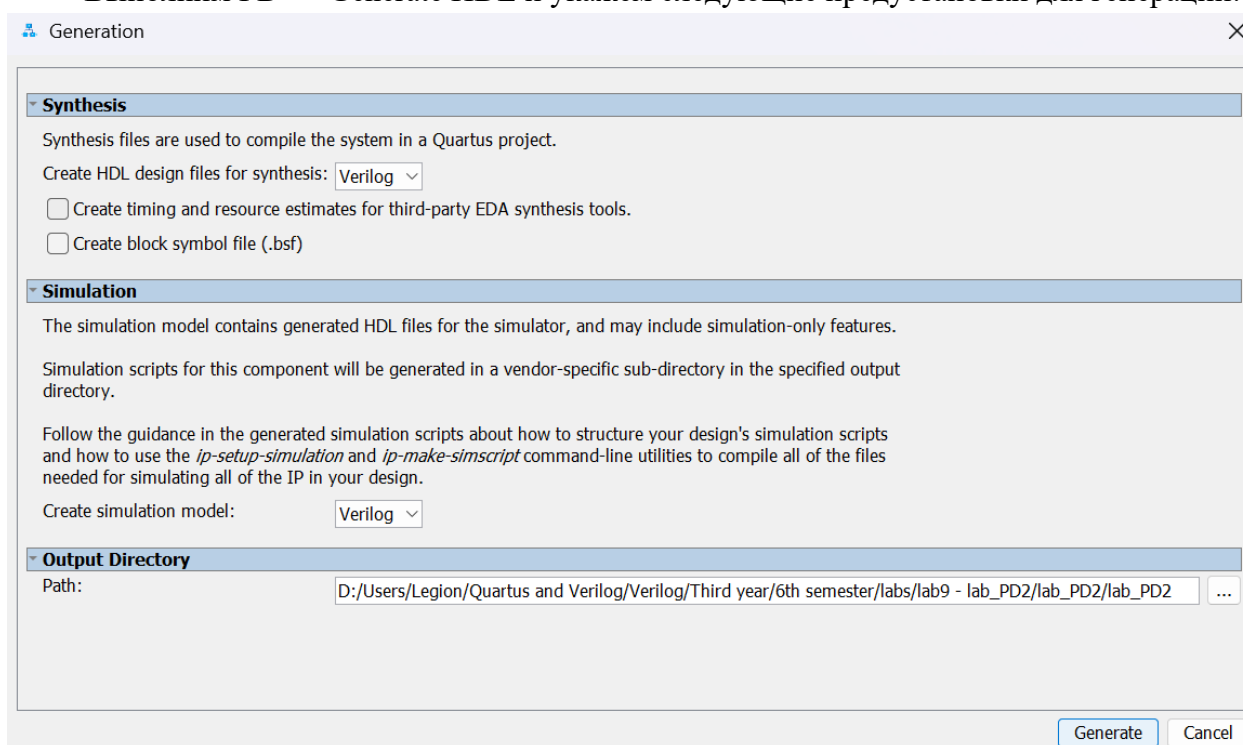 Generation
Synthesis
Synthesis files are used to compile the system in a Quartus project.
Create HDL design files for synthesis: Verilog
Create timing and resource estimates for third-party EDA synthesis tools.
Create block symbol file (.bsf)
Simulation
The simulation model contains generated HDL files for the simulator, and may include simulation-only features.
Simulation scripts for this component will be generated in a vendor-specific sub-directory in the specified output
directory.
Follow the guidance in the generated simulation scripts about how to structure your design's simulation scripts
and how to use the ip-setup-simulation and ip-make-simscript command-line utilities to compile all of the files
needed for simulating all of the IP in your design.
Create simulation model: Verilog
Output Directory
Path: D:/Users/Legion/Quartus and Verilog/Verilog/Third year/6th semester/labs/lab9 - lab_PD2/lab_PD2/lab_PD2 ...
Generate Cancel